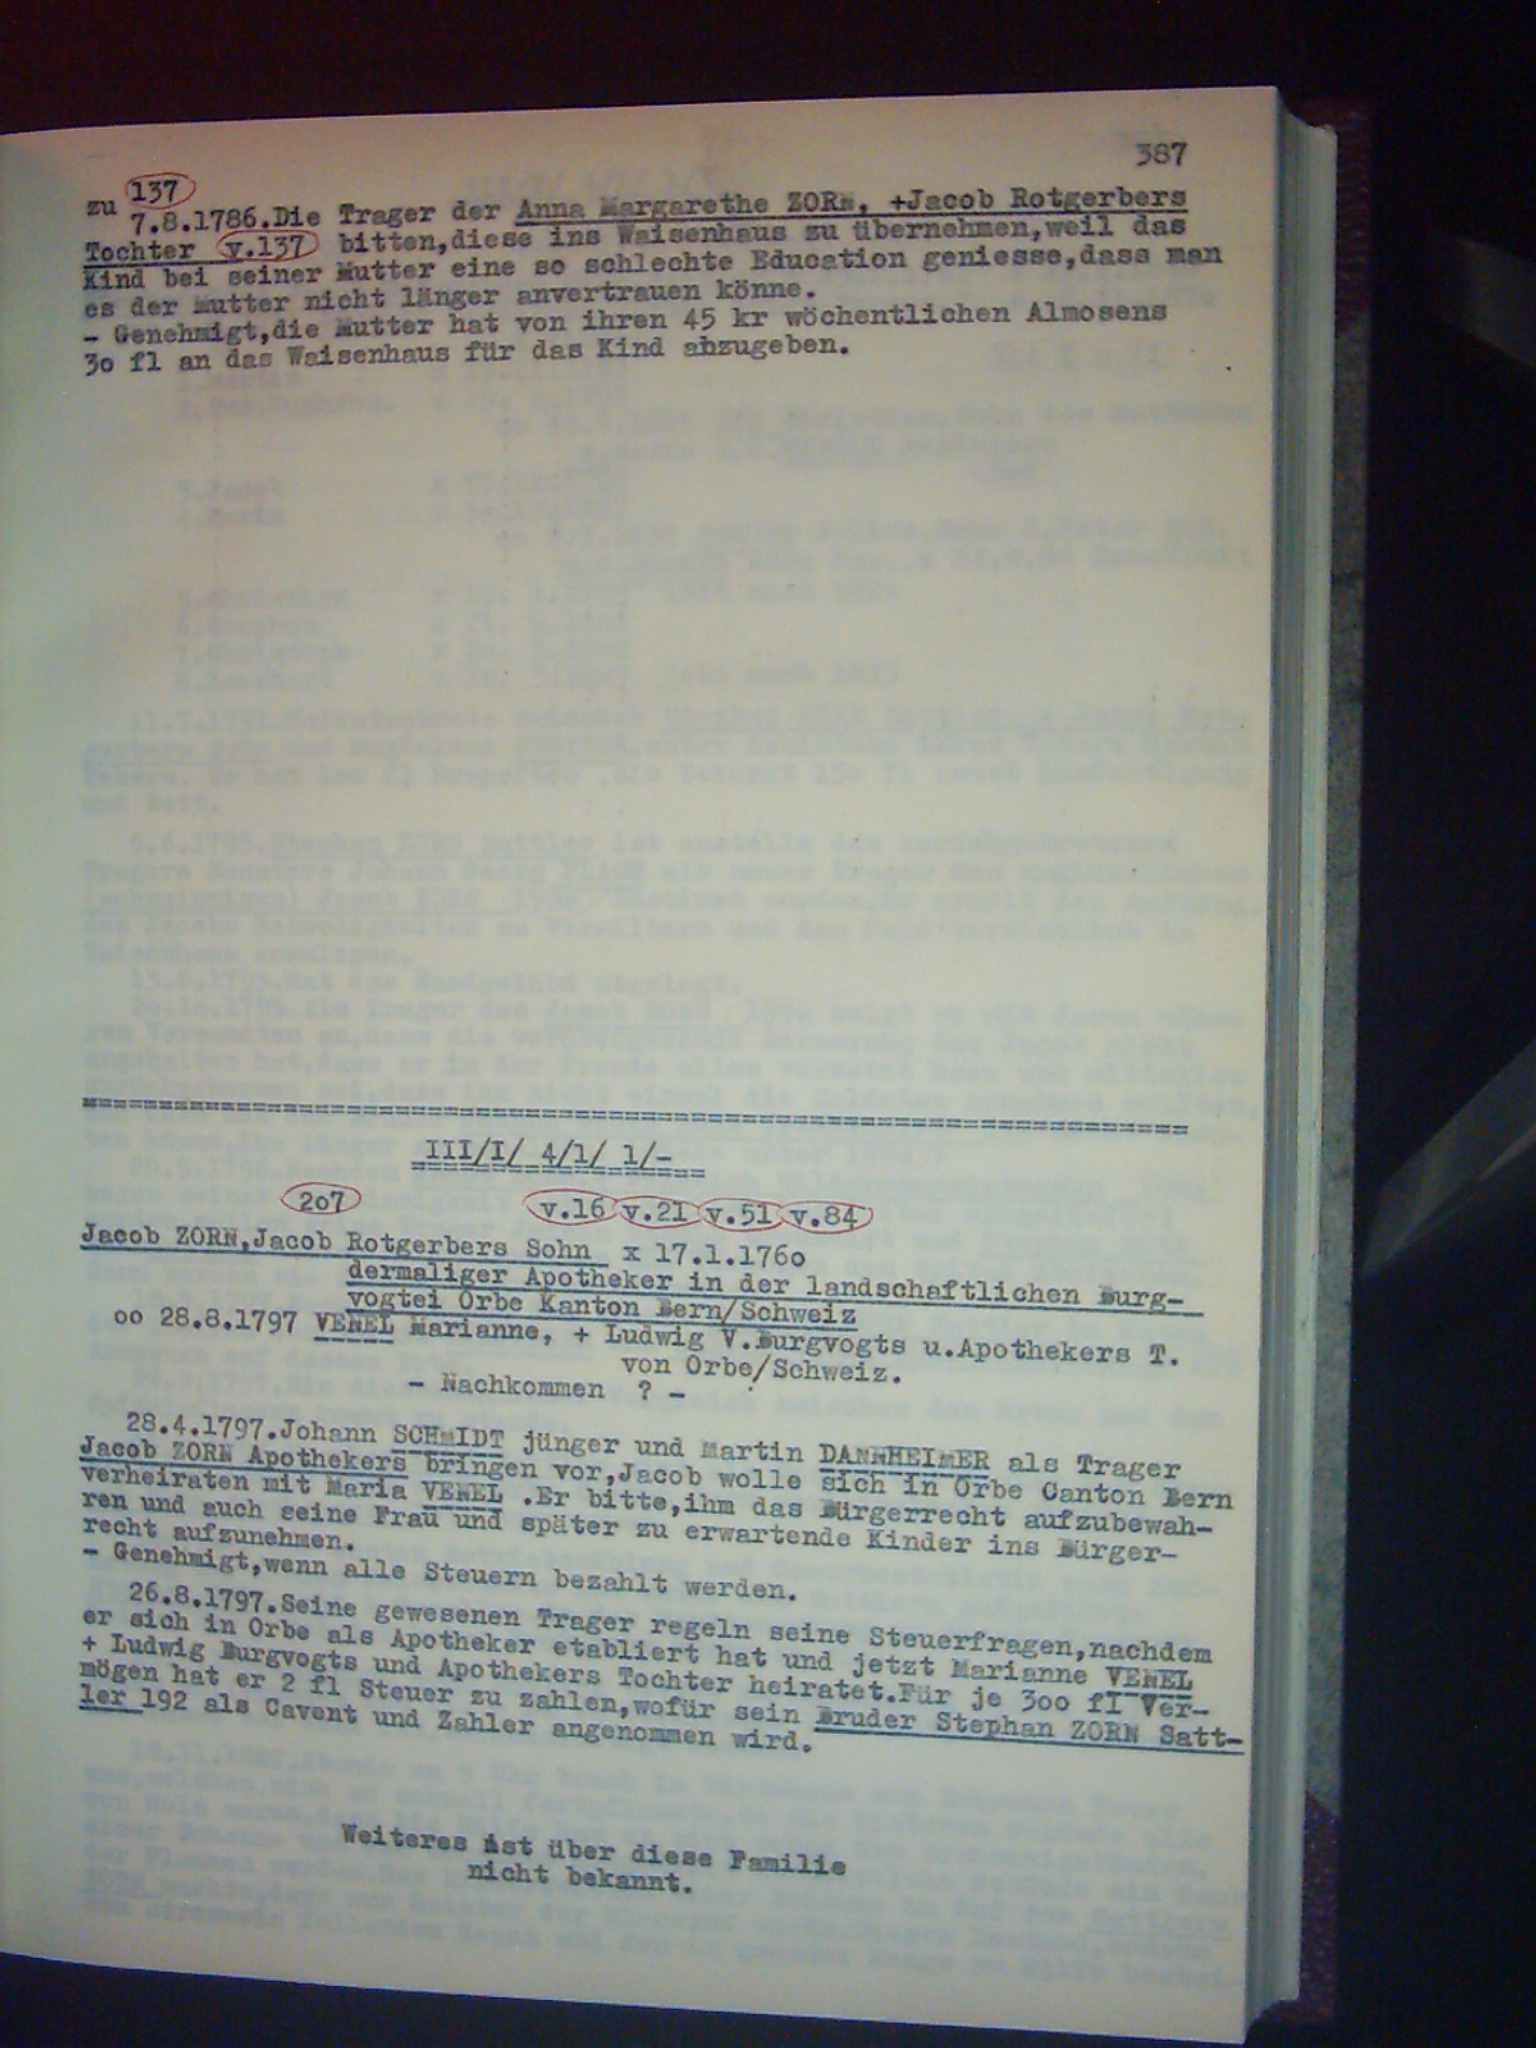 387
zu 137
7.8.1786.Die Trager der Anna Margarethe ZORN, +Jacob Rotgerbers
Tochter v.137 bitten,diese ins Waisenhaus zu übernehmen,weil das
Kind bei seiner Mutter eine so schlechte Education geniesse,dass man
es der Mutter nicht länger anvertrauen könne.
- Genehmigt,die Mutter hat von ihren 45 kr wöchentlichen Almosens
3o fl an das Waisenhaus für das Kind abzugeben.
III/I/ 4/1/ 1/-
2o7 v.16 v.21 v.51 v.84
Jacob ZORN,Jacob Rotgerbers Sohn x 17.1.176o
dermaliger Apotheker in der landschaftlichen Burg-
vogtei Orbe Kanton Bern/Schweiz
oo 28.8.1797 VENEL Marianne, + Ludwig V.Burgvogts u.Apothekers T.
von Orbe/Schweiz.
- Nachkommen ? -
28.4.1797.Johann SCHMIDT jünger und Martin DANNHEIMER als Trager
Jacob ZORN Apothekers bringen vor,Jacob wolle sich in Orbe Canton Bern
verheiraten mit Maria VENEL .Er bitte,ihm das Bürgerrecht aufzubewah-
ren und auch seine Frau und später zu erwartende Kinder ins Bürger-
recht aufzunehmen.
- Genehmigt,wenn alle Steuern bezahlt werden.
26.8.1797.Seine gewesenen Trager regeln seine Steuerfragen,nachdem
er sich in Orbe als Apotheker etabliert hat und jetzt Marianne VENEL
+ Ludwig Burgvogts und Apothekers Tochter heiratet.Für je 3oo fl Ver-
mögen hat er 2 fl Steuer zu zahlen,wofür sein Bruder Stephan ZORN Satt-
ler 192 als Cavent und Zahler angenommen wird.
Weiteres ist über diese Familie
nicht bekannt.